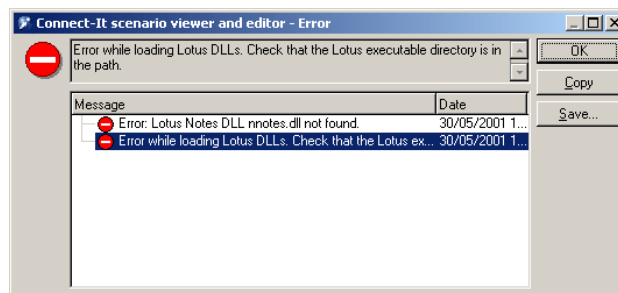 Connect-It scenario viewer and editor - Error
Error while loading Lotus DLLs. Check that the Lotus executable directory is in
the path.
OK
Copy
Save...
Message Date
Error: Lotus Notes DLL nnotes.dll not found. 30/05/2001 1...
Error while loading Lotus DLLs. Check that the Lotus ex... 30/05/2001 1...